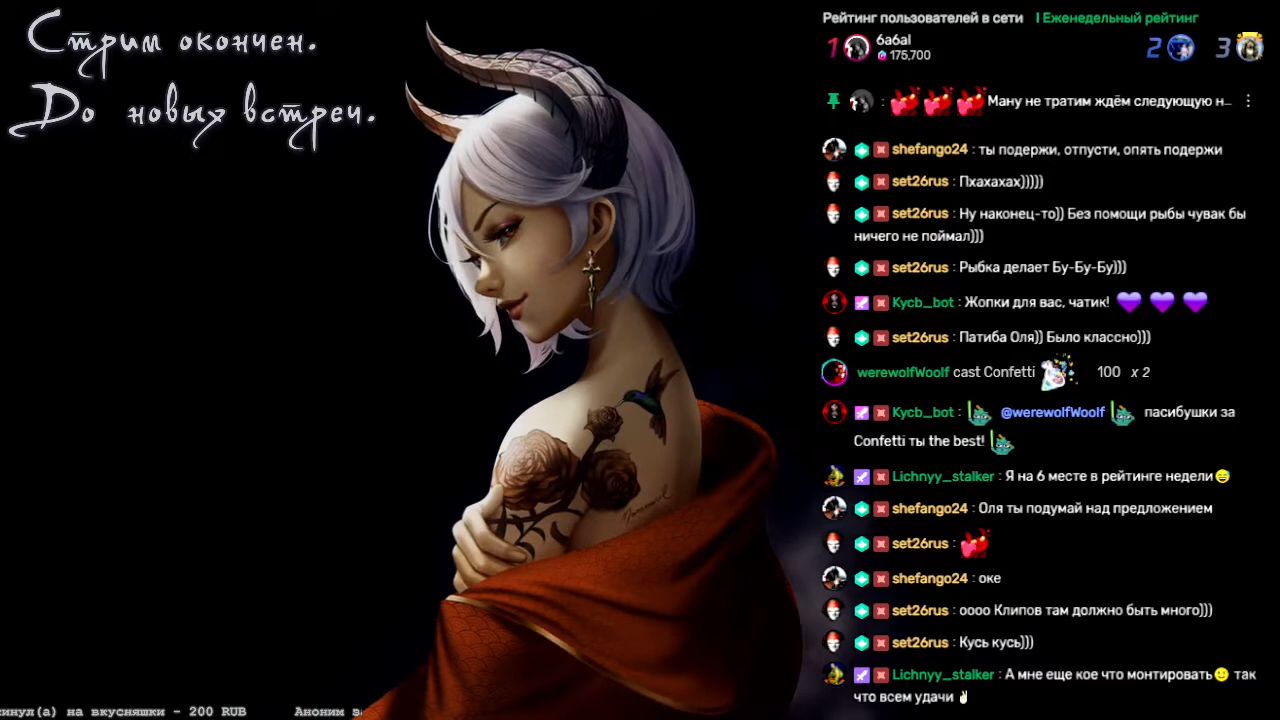 Стрим окончен.
До новых встреч.
Рейтинг пользователей в сети | Еженедельный рейтинг
1 6a6al 2 3
175,700
: Ману не тратим ждём следующую н...
shefango24 : ты подержи, отпусти, опять подержи
set26rus : Пхахахах)))))
set26rus : Ну наконец-то)) Без помощи рыбы чувак бы
ничего не поймал)))
set26rus : Рыбка делает Бу-Бу-Бу)))
Kycb_bot : Жопки для вас, чатик! 💜 💜 💜
set26rus : Патиба Оля)) Было классно)))
werewolfWoolf cast Confetti 100 x 2
Kycb_bot : @werewolfWoolf пасибушки за
Confetti ты the best!
Lichnyy_stalker : Я на 6 месте в рейтинге недели😅
shefango24 : Оля ты подумай над предложением
set26rus :
shefango24 : оке
set26rus : оооо Клипов там должно быть много)))
set26rus : Кусь кусь)))
Lichnyy_stalker : А мне еще кое что монтировать🙂 так
что всем удачи✌🏻
на вкусняшки - 200 RUB Аноним